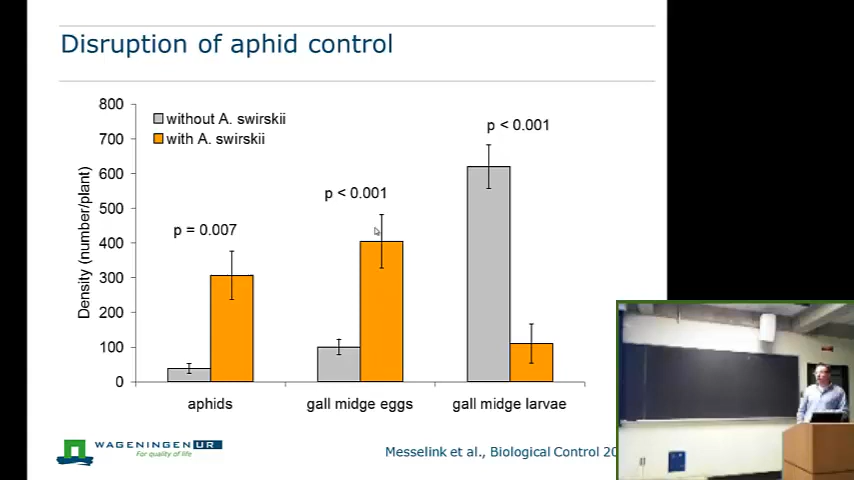 Disruption of aphid control
800
700
600
500
400
300
200
100
0
Density (number/plant)
without A. swirskii
with A. swirskii
p = 0.007
p < 0.001
p < 0.001
aphids
gall midge eggs
gall midge larvae
WAGENINGEN UR
For quality of life
Messelink et al., Biological Control 20